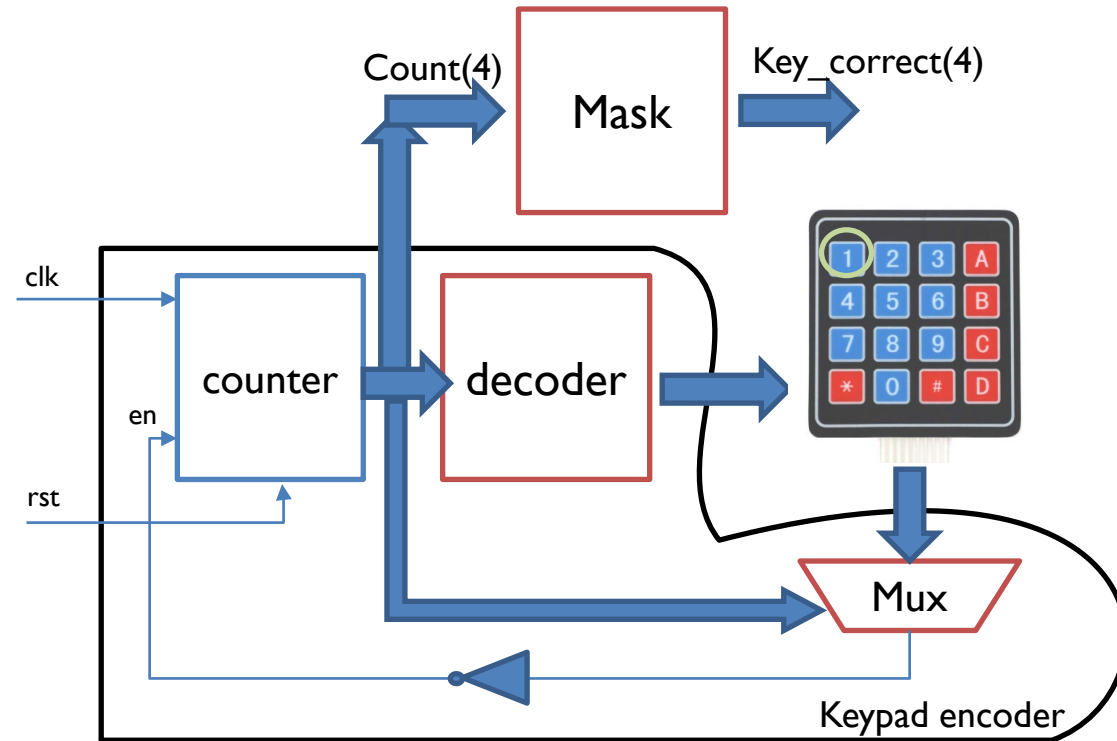 Count(4)
Key_correct(4)
Mask
clk
counter
decoder
en
rst
1 2 3 A
4 5 6 B
7 8 9 C
* 0 # D
Mux
Keypad encoder